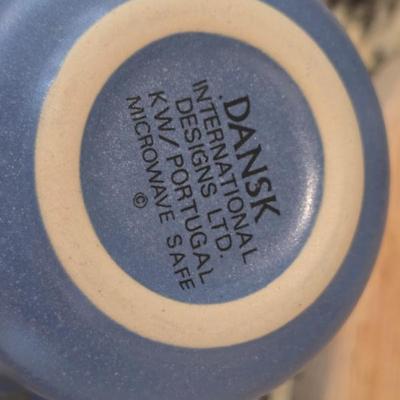 DANSK
INTERNATIONAL
DESIGNS LTD.
KW/PORTUGAL
MICROWAVE SAFE
©